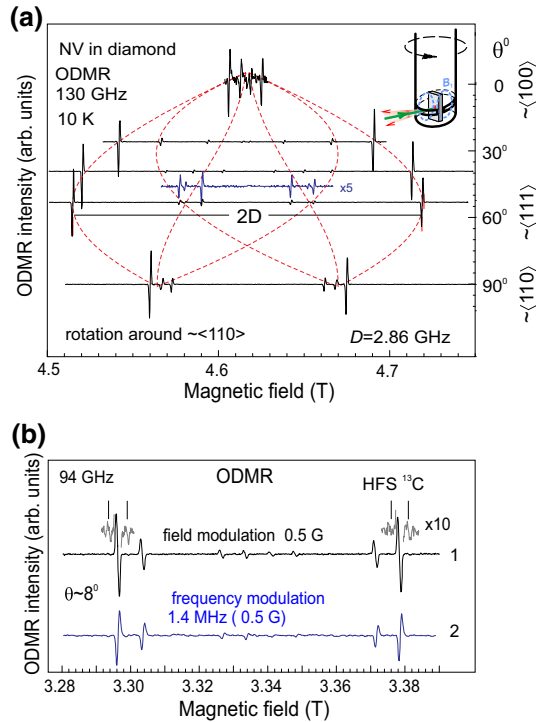 (a)
NV in diamond
ODMR
130 GHz
10 K
B₀
θ⁰
0
~⟨100⟩
30⁰
x5
2D
60⁰
~⟨111⟩
90⁰
~⟨110⟩
rotation around ~<110>
D=2.86 GHz
4.5
4.6
4.7
Magnetic field (T)
ODMR intensity (arb. units)
(b)
94 GHz
ODMR
HFS ¹³C
x10
field modulation 0.5 G
1
θ~8⁰
frequency modulation
1.4 MHz ( 0.5 G)
2
3.28
3.30
3.32
3.34
3.36
3.38
Magnetic field (T)
ODMR intensity (arb. units)